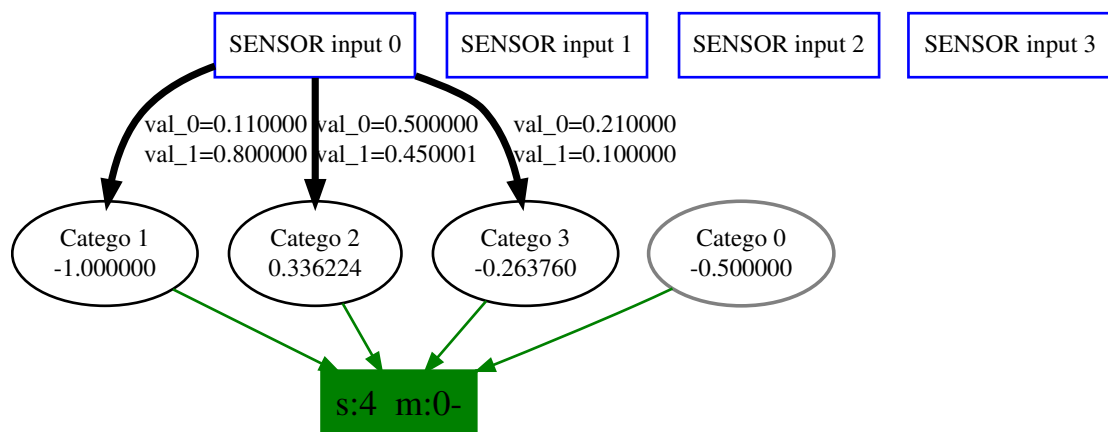 SENSOR input 0
SENSOR input 1
SENSOR input 2
SENSOR input 3
val_0=0.110000
val_1=0.800000
val_0=0.500000
val_1=0.450001
val_0=0.210000
val_1=0.100000
Catego 1
-1.000000
Catego 2
0.336224
Catego 3
-0.263760
Catego 0
-0.500000
s:4 m:0-